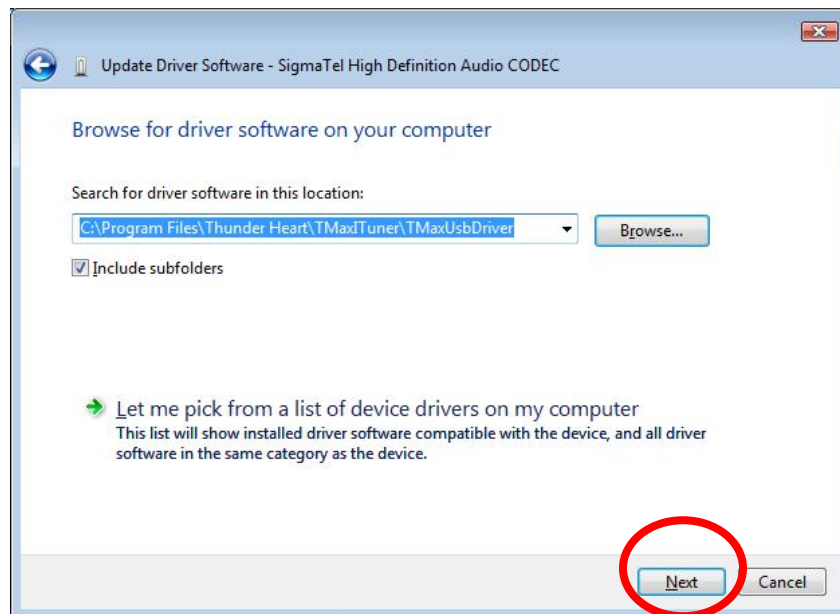 Update Driver Software - SigmaTel High Definition Audio CODEC
Browse for driver software on your computer
Search for driver software in this location:
C:\Program Files\Thunder Heart\TMaxITuner\TMaxUsbDriver
Browse...
Include subfolders
Let me pick from a list of device drivers on my computer
This list will show installed driver software compatible with the device, and all driver
software in the same category as the device.
Next
Cancel